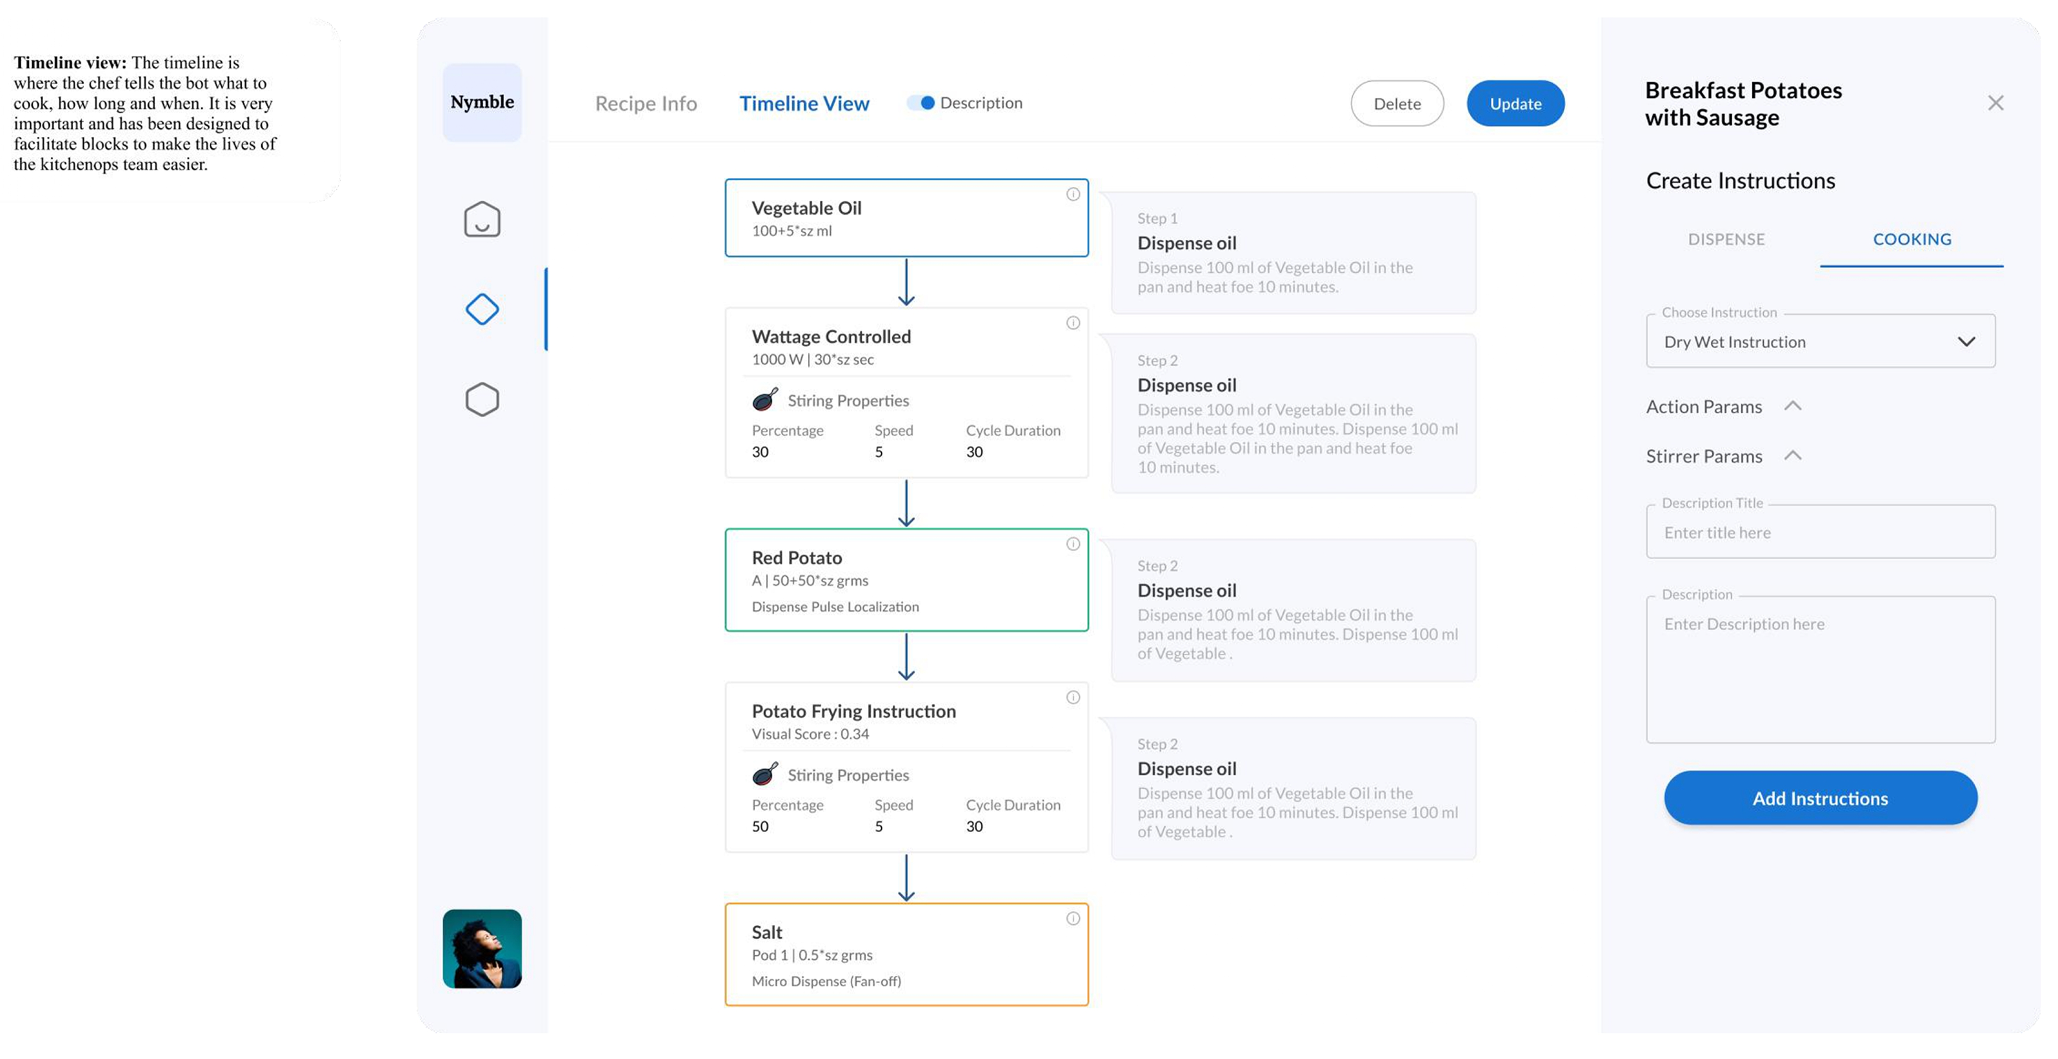 Timeline view: The timeline is
where the chef tells the bot what to
cook, how long and when. It is very
important and has been designed to
facilitate blocks to make the lives of
the kitchenops team easier.
Nymble
Recipe Info
Timeline View
Description
Delete
Update
Vegetable Oil
100+5*sz ml
Step 1
Dispense oil
Dispense 100 ml of Vegetable Oil in the
pan and heat foe 10 minutes.
Wattage Controlled
1000 W | 30*sz sec
Stiring Properties
Percentage Speed Cycle Duration
30 5 30
Step 2
Dispense oil
Dispense 100 ml of Vegetable Oil in the
pan and heat foe 10 minutes. Dispense 100 ml
of Vegetable Oil in the pan and heat foe
10 minutes.
Red Potato
A | 50+50*sz grms
Dispense Pulse Localization
Step 2
Dispense oil
Dispense 100 ml of Vegetable Oil in the
pan and heat foe 10 minutes. Dispense 100 ml
of Vegetable .
Potato Frying Instruction
Visual Score : 0.34
Stiring Properties
Percentage Speed Cycle Duration
50 5 30
Step 2
Dispense oil
Dispense 100 ml of Vegetable Oil in the
pan and heat foe 10 minutes. Dispense 100 ml
of Vegetable .
Salt
Pod 1 | 0.5*sz grms
Micro Dispense (Fan-off)
Breakfast Potatoes
with Sausage
Create Instructions
DISPENSE COOKING
Choose Instruction
Dry Wet Instruction
Action Params
Stirrer Params
Description Title
Enter title here
Description
Enter Description here
Add Instructions